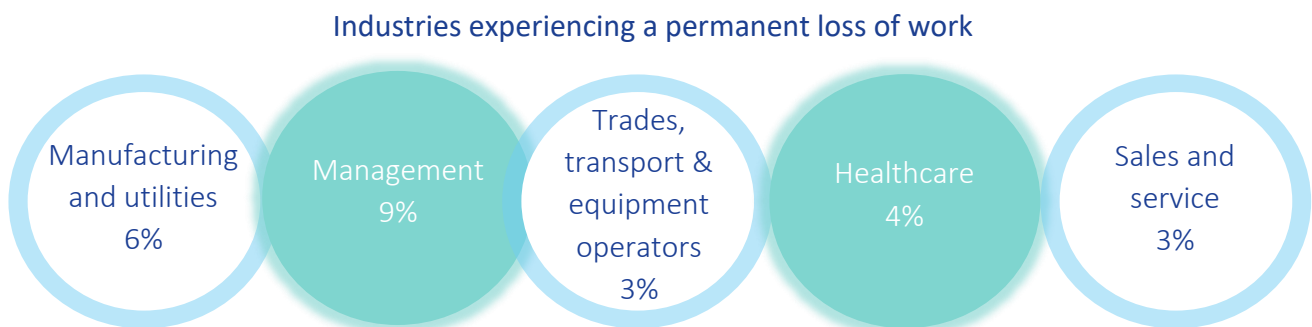 Industries experiencing a permanent loss of work
Manufacturing
and utilities
6%
Management
9%
Trades,
transport &
equipment
operators
3%
Healthcare
4%
Sales and
service
3%